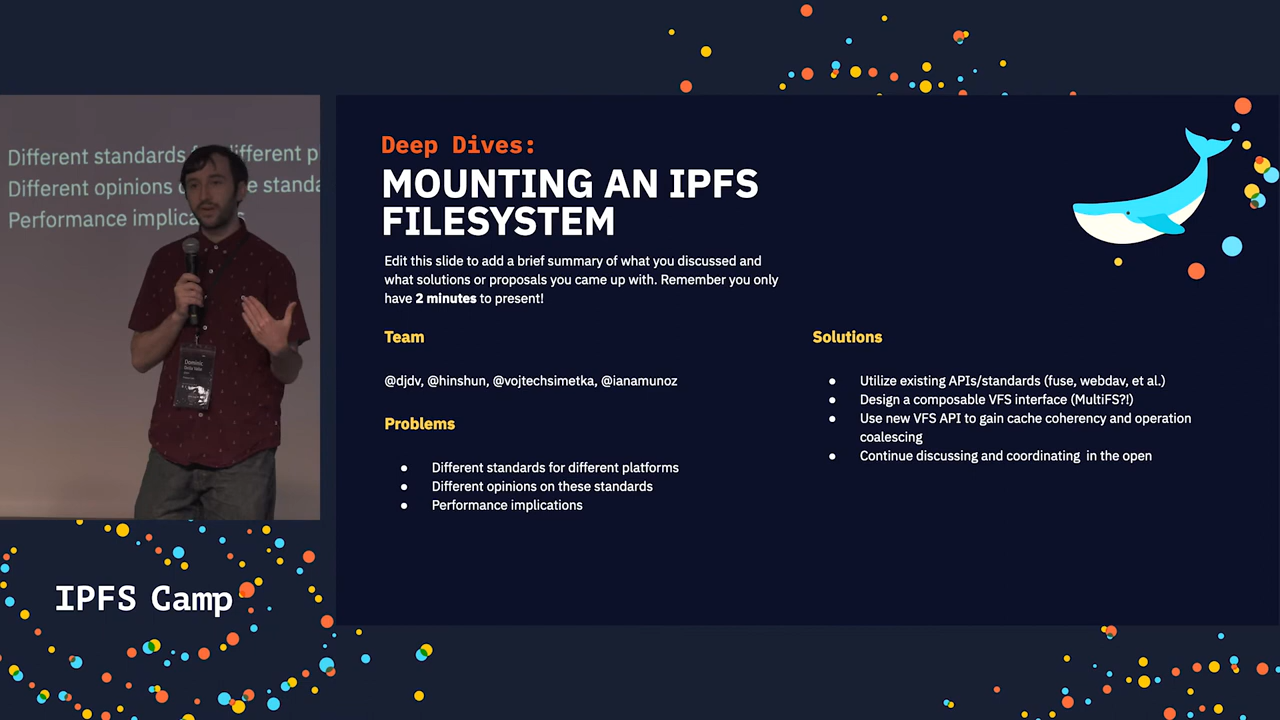 Different standards f different p
Different opinions o e standa
Performance implica s
Dominic
Delle Valle
IPFS Camp
Deep Dives:
MOUNTING AN IPFS
FILESYSTEM
Edit this slide to add a brief summary of what you discussed and
what solutions or proposals you came up with. Remember you only
have 2 minutes to present!
Team
@djdv, @hinshun, @vojtechsimetka, @ianamunoz
Problems
● Different standards for different platforms
● Different opinions on these standards
● Performance implications
Solutions
● Utilize existing APIs/standards (fuse, webdav, et al.)
● Design a composable VFS interface (MultiFS?!)
● Use new VFS API to gain cache coherency and operation
coalescing
● Continue discussing and coordinating in the open